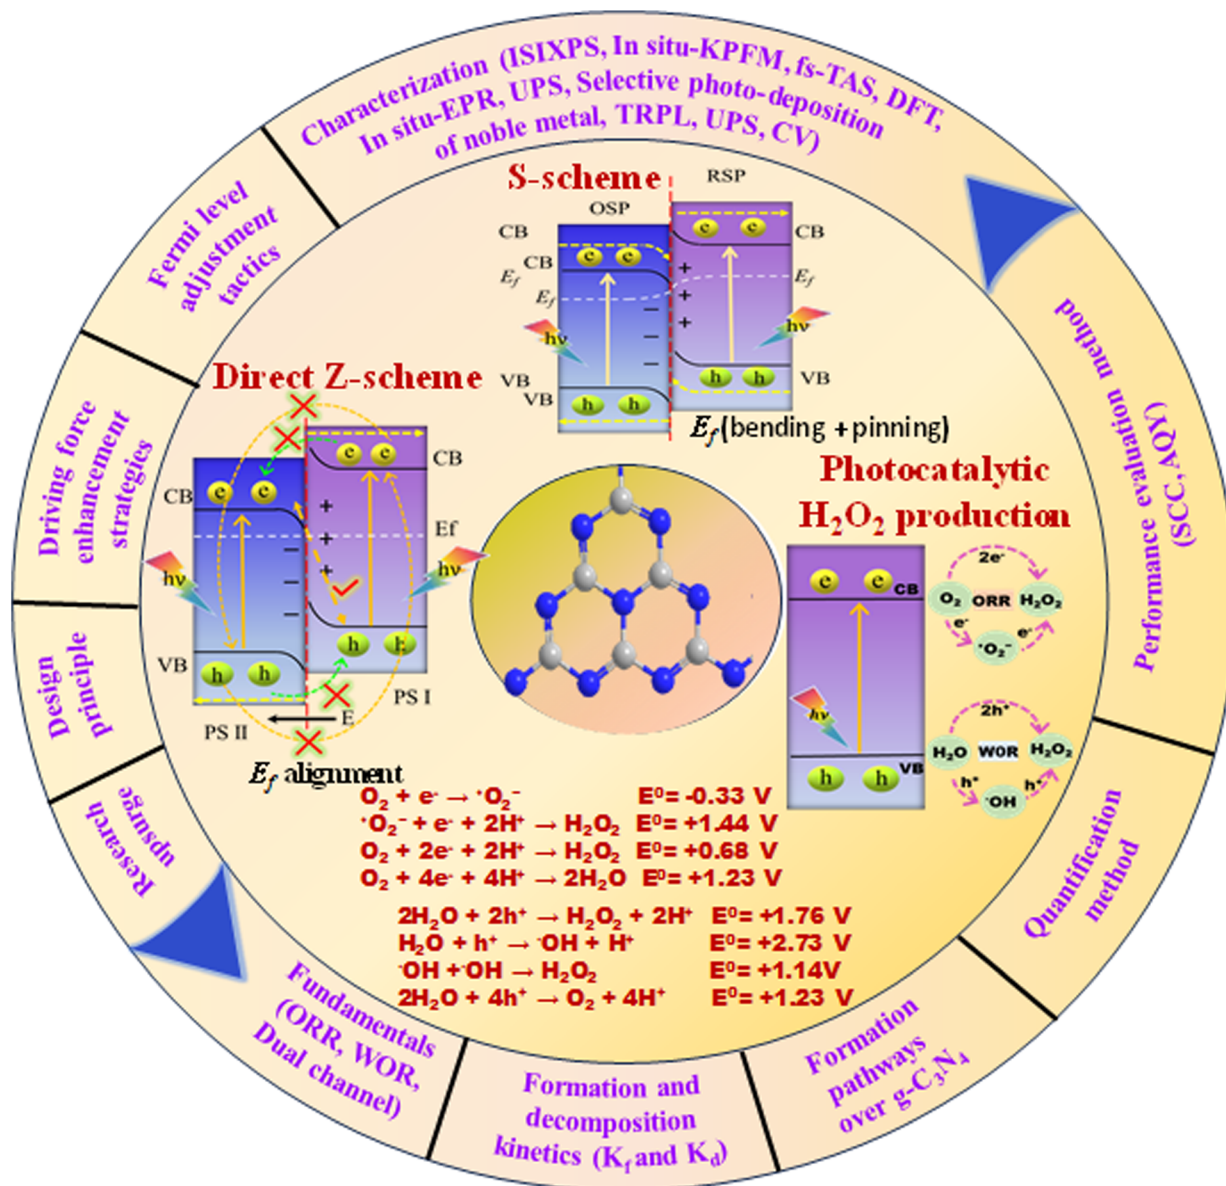 Characterization (ISIXPS, In situ-KPFM, fs-TAS, DFT,
In situ-EPR, UPS, Selective photo-deposition
of noble metal, TRPL, UPS, CV)
Performance evaluation method
(SCC, AQY)
Quantification
method
Formation
pathways
over g-C₃N₄
Formation and
decomposition
kinetics (K_f and K_d)
Fundamentals
(ORR, WOR,
Dual channel)
Research
upsurge
Design
principle
Driving force
enhancement
strategies
Fermi level
adjustment
tactics
S-scheme
RSP
OSP
CB
CB
CB
e e
e e
E_f
E_f
E_f
+
+
+
−
−
−
hν
hν
VB
VB
VB
h h
h h
E_f (bending + pinning)
Direct Z-scheme
CB
CB
e e
e e
Ef
+
+
+
−
−
−
hν
hν
VB
h h
h h
PS I
PS II
E
E_f alignment
Photocatalytic
H₂O₂ production
e e
CB
hν
VB
h h
2e⁻
O₂ ORR H₂O₂
e⁻ e⁻
·O₂⁻
2h⁺
H₂O WOR H₂O₂
h⁺ h⁺
·OH
O₂ + e⁻ → ·O₂⁻ E⁰= -0.33 V
·O₂⁻ + e⁻ + 2H⁺ → H₂O₂ E⁰= +1.44 V
O₂ + 2e⁻ + 2H⁺ → H₂O₂ E⁰= +0.68 V
O₂ + 4e⁻ + 4H⁺ → 2H₂O E⁰= +1.23 V
2H₂O + 2h⁺ → H₂O₂ + 2H⁺ E⁰= +1.76 V
H₂O + h⁺ → ·OH + H⁺ E⁰= +2.73 V
·OH +·OH → H₂O₂ E⁰= +1.14V
2H₂O + 4h⁺ → O₂ + 4H⁺ E⁰= +1.23 V